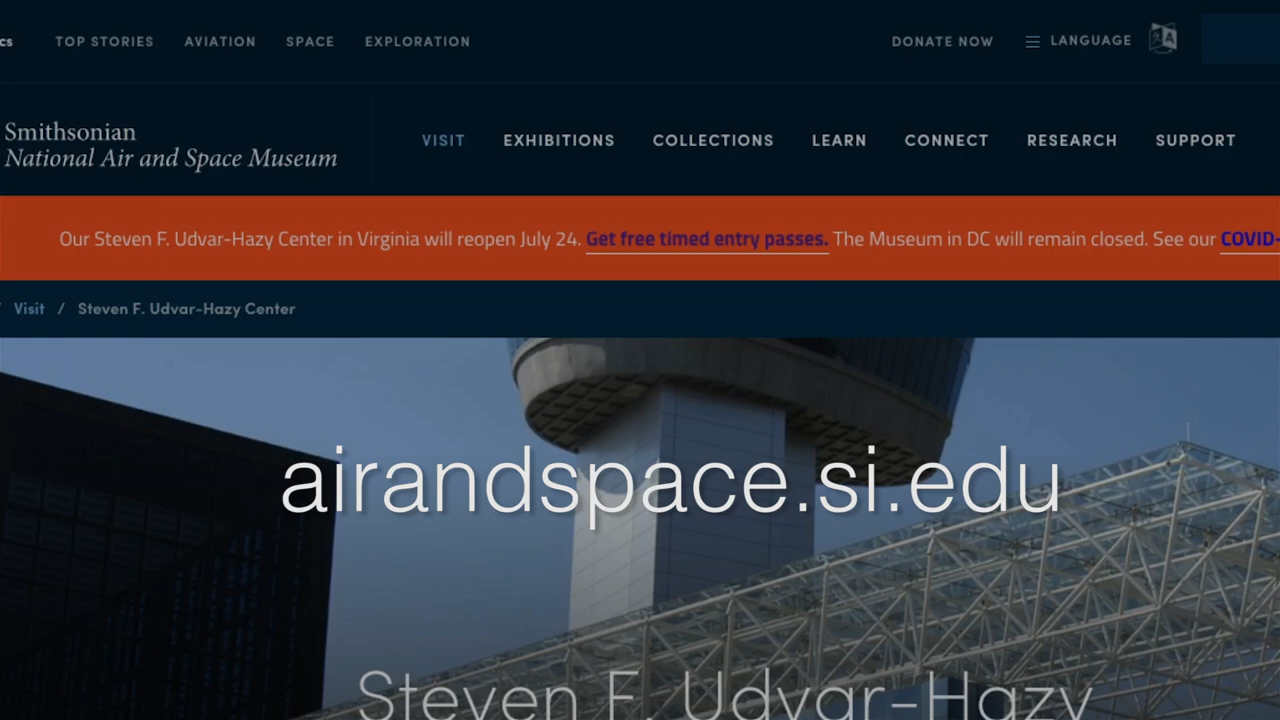 cs TOP STORIES AVIATION SPACE EXPLORATION DONATE NOW LANGUAGE
Smithsonian
National Air and Space Museum
VISIT EXHIBITIONS COLLECTIONS LEARN CONNECT RESEARCH SUPPORT
Our Steven F. Udvar-Hazy Center in Virginia will reopen July 24. Get free timed entry passes. The Museum in DC will remain closed. See our COVID-
/ Visit / Steven F. Udvar-Hazy Center
airandspace.si.edu
Steven F. Udvar-Hazy